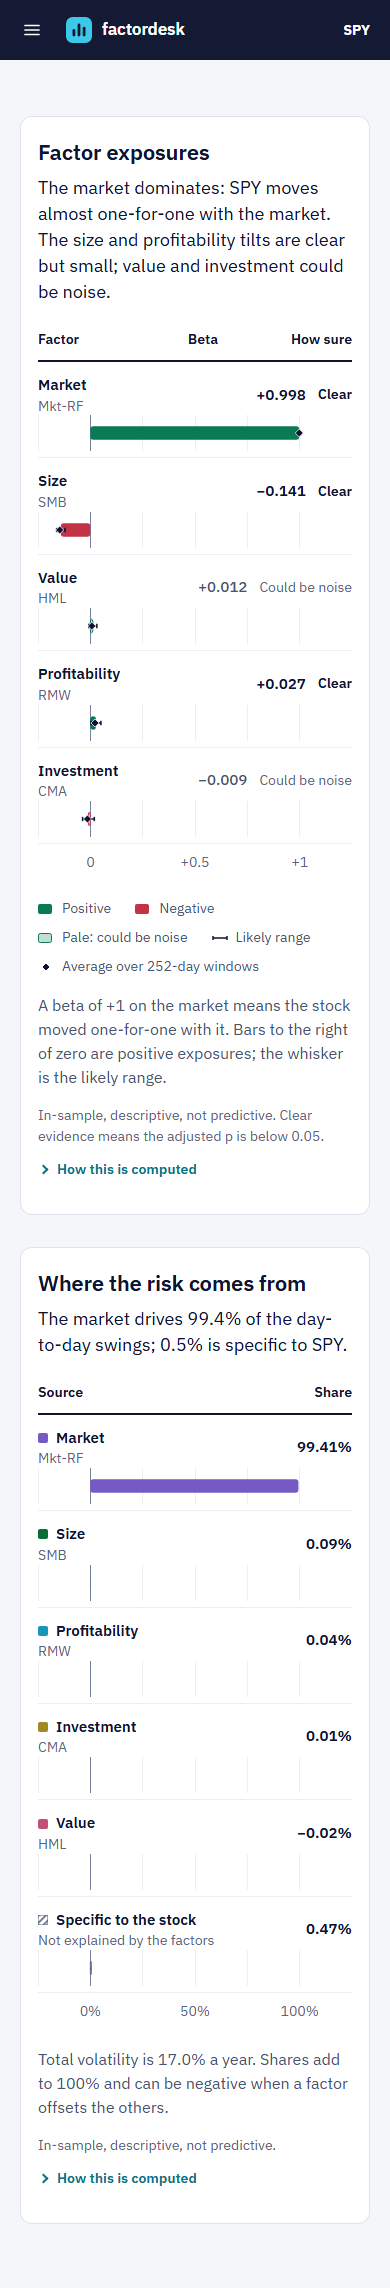 factordesk
SPY
Factor exposures
The market dominates: SPY moves
almost one-for-one with the market.
The size and profitability tilts are clear
but small; value and investment could
be noise.
Factor Beta How sure
Market
Mkt-RF
+0.998 Clear
Size
SMB
−0.141 Clear
Value
HML
+0.012 Could be noise
Profitability
RMW
+0.027 Clear
Investment
CMA
−0.009 Could be noise
0 +0.5 +1
Positive Negative
Pale: could be noise Likely range
Average over 252-day windows
A beta of +1 on the market means the stock
moved one-for-one with it. Bars to the right
of zero are positive exposures; the whisker
is the likely range.
In-sample, descriptive, not predictive. Clear
evidence means the adjusted p is below 0.05.
How this is computed
Where the risk comes from
The market drives 99.4% of the day-
to-day swings; 0.5% is specific to SPY.
Source Share
Market
Mkt-RF
99.41%
Size
SMB
0.09%
Profitability
RMW
0.04%
Investment
CMA
0.01%
Value
HML
−0.02%
Specific to the stock
Not explained by the factors
0.47%
0% 50% 100%
Total volatility is 17.0% a year. Shares add
to 100% and can be negative when a factor
offsets the others.
In-sample, descriptive, not predictive.
How this is computed